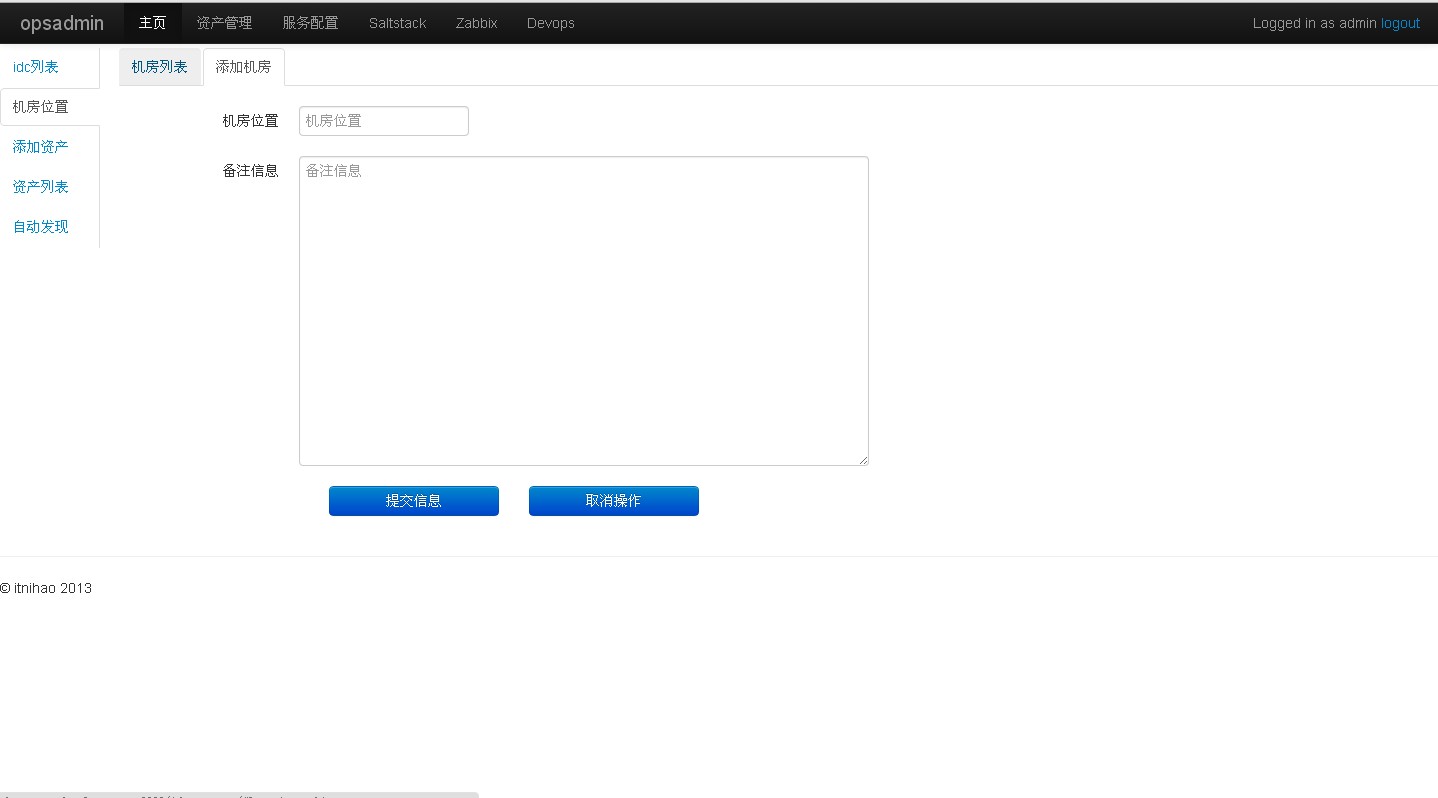 opsadmin 主页 资产管理 服务配置 Saltstack Zabbix Devops Logged in as admin logout
idc列表
机房位置
添加资产
资产列表
自动发现
机房列表 添加机房
机房位置 机房位置
备注信息 备注信息
提交信息 取消操作
© itnihao 2013